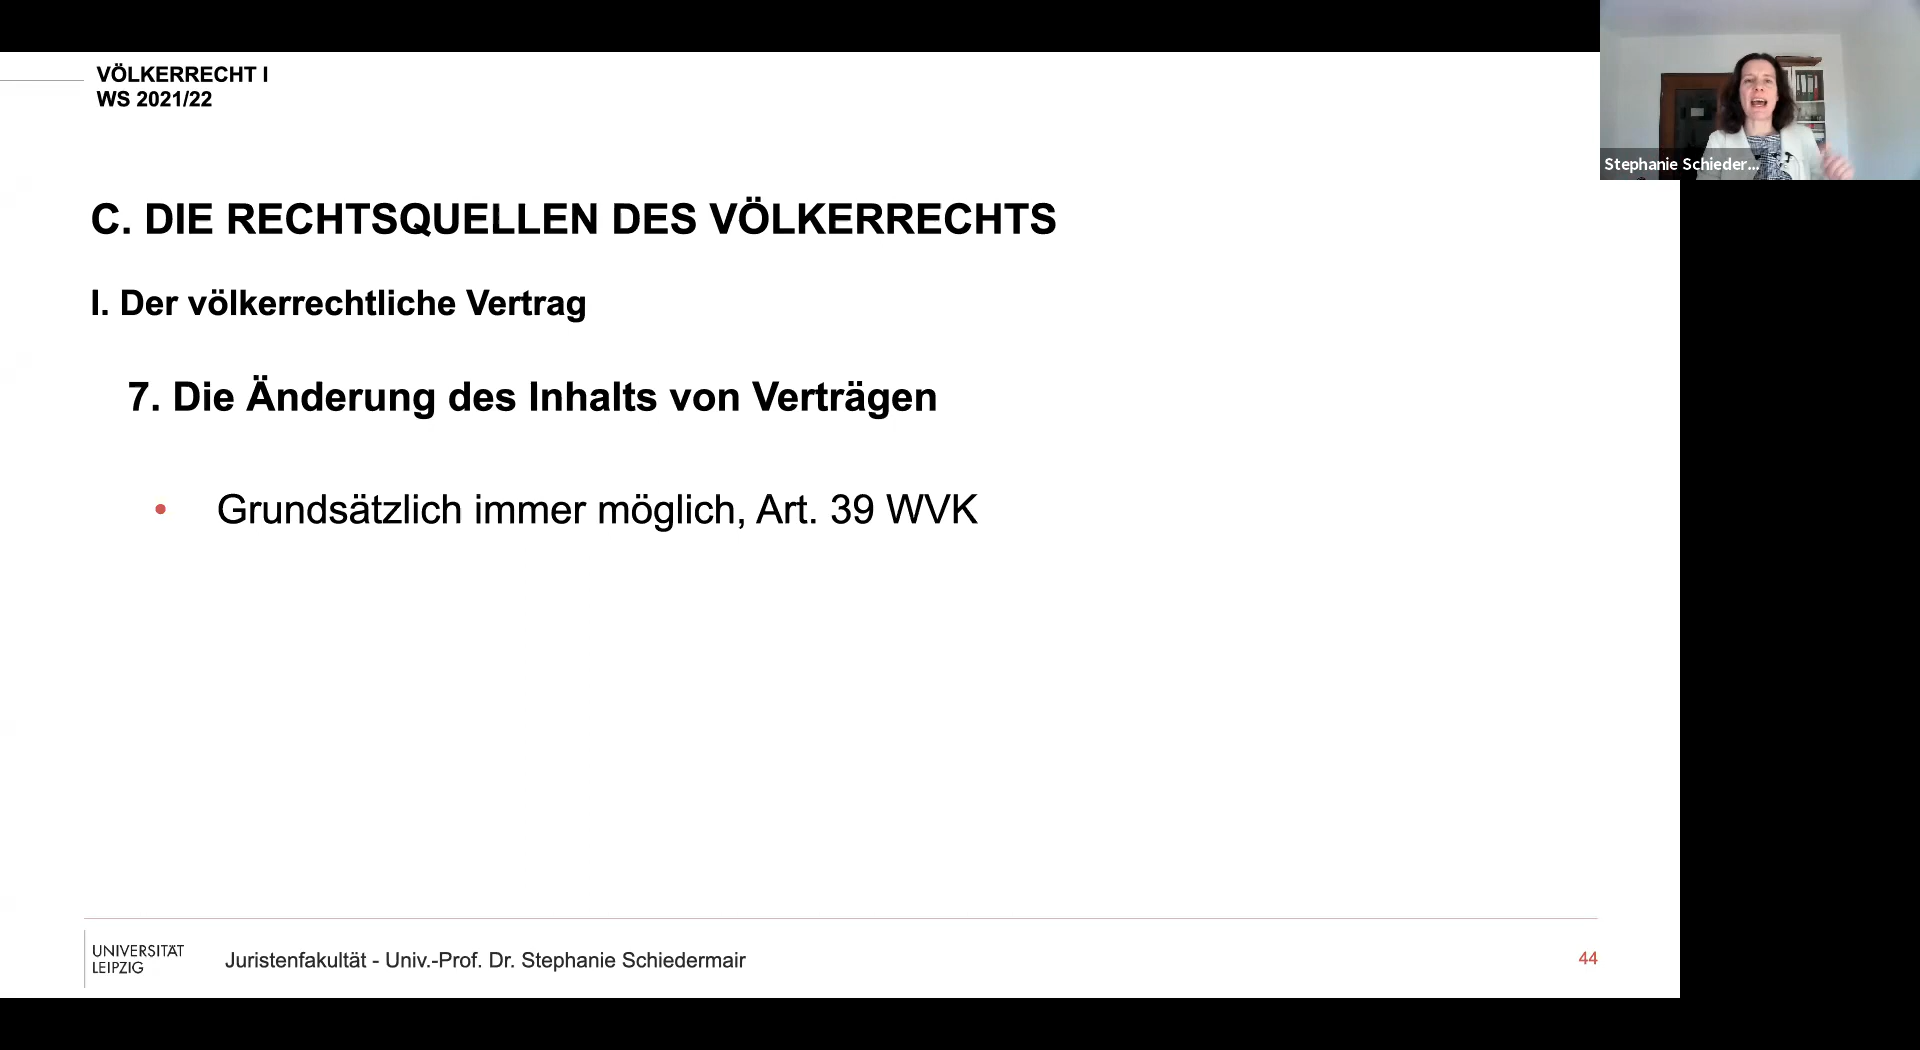 VÖLKERRECHT I
WS 2021/22
Stephanie Schieder...
C. DIE RECHTSQUELLEN DES VÖLKERRECHTS
I. Der völkerrechtliche Vertrag
7. Die Änderung des Inhalts von Verträgen
• Grundsätzlich immer möglich, Art. 39 WVK
UNIVERSITÄT
LEIPZIG
Juristenfakultät - Univ.-Prof. Dr. Stephanie Schiedermair
44